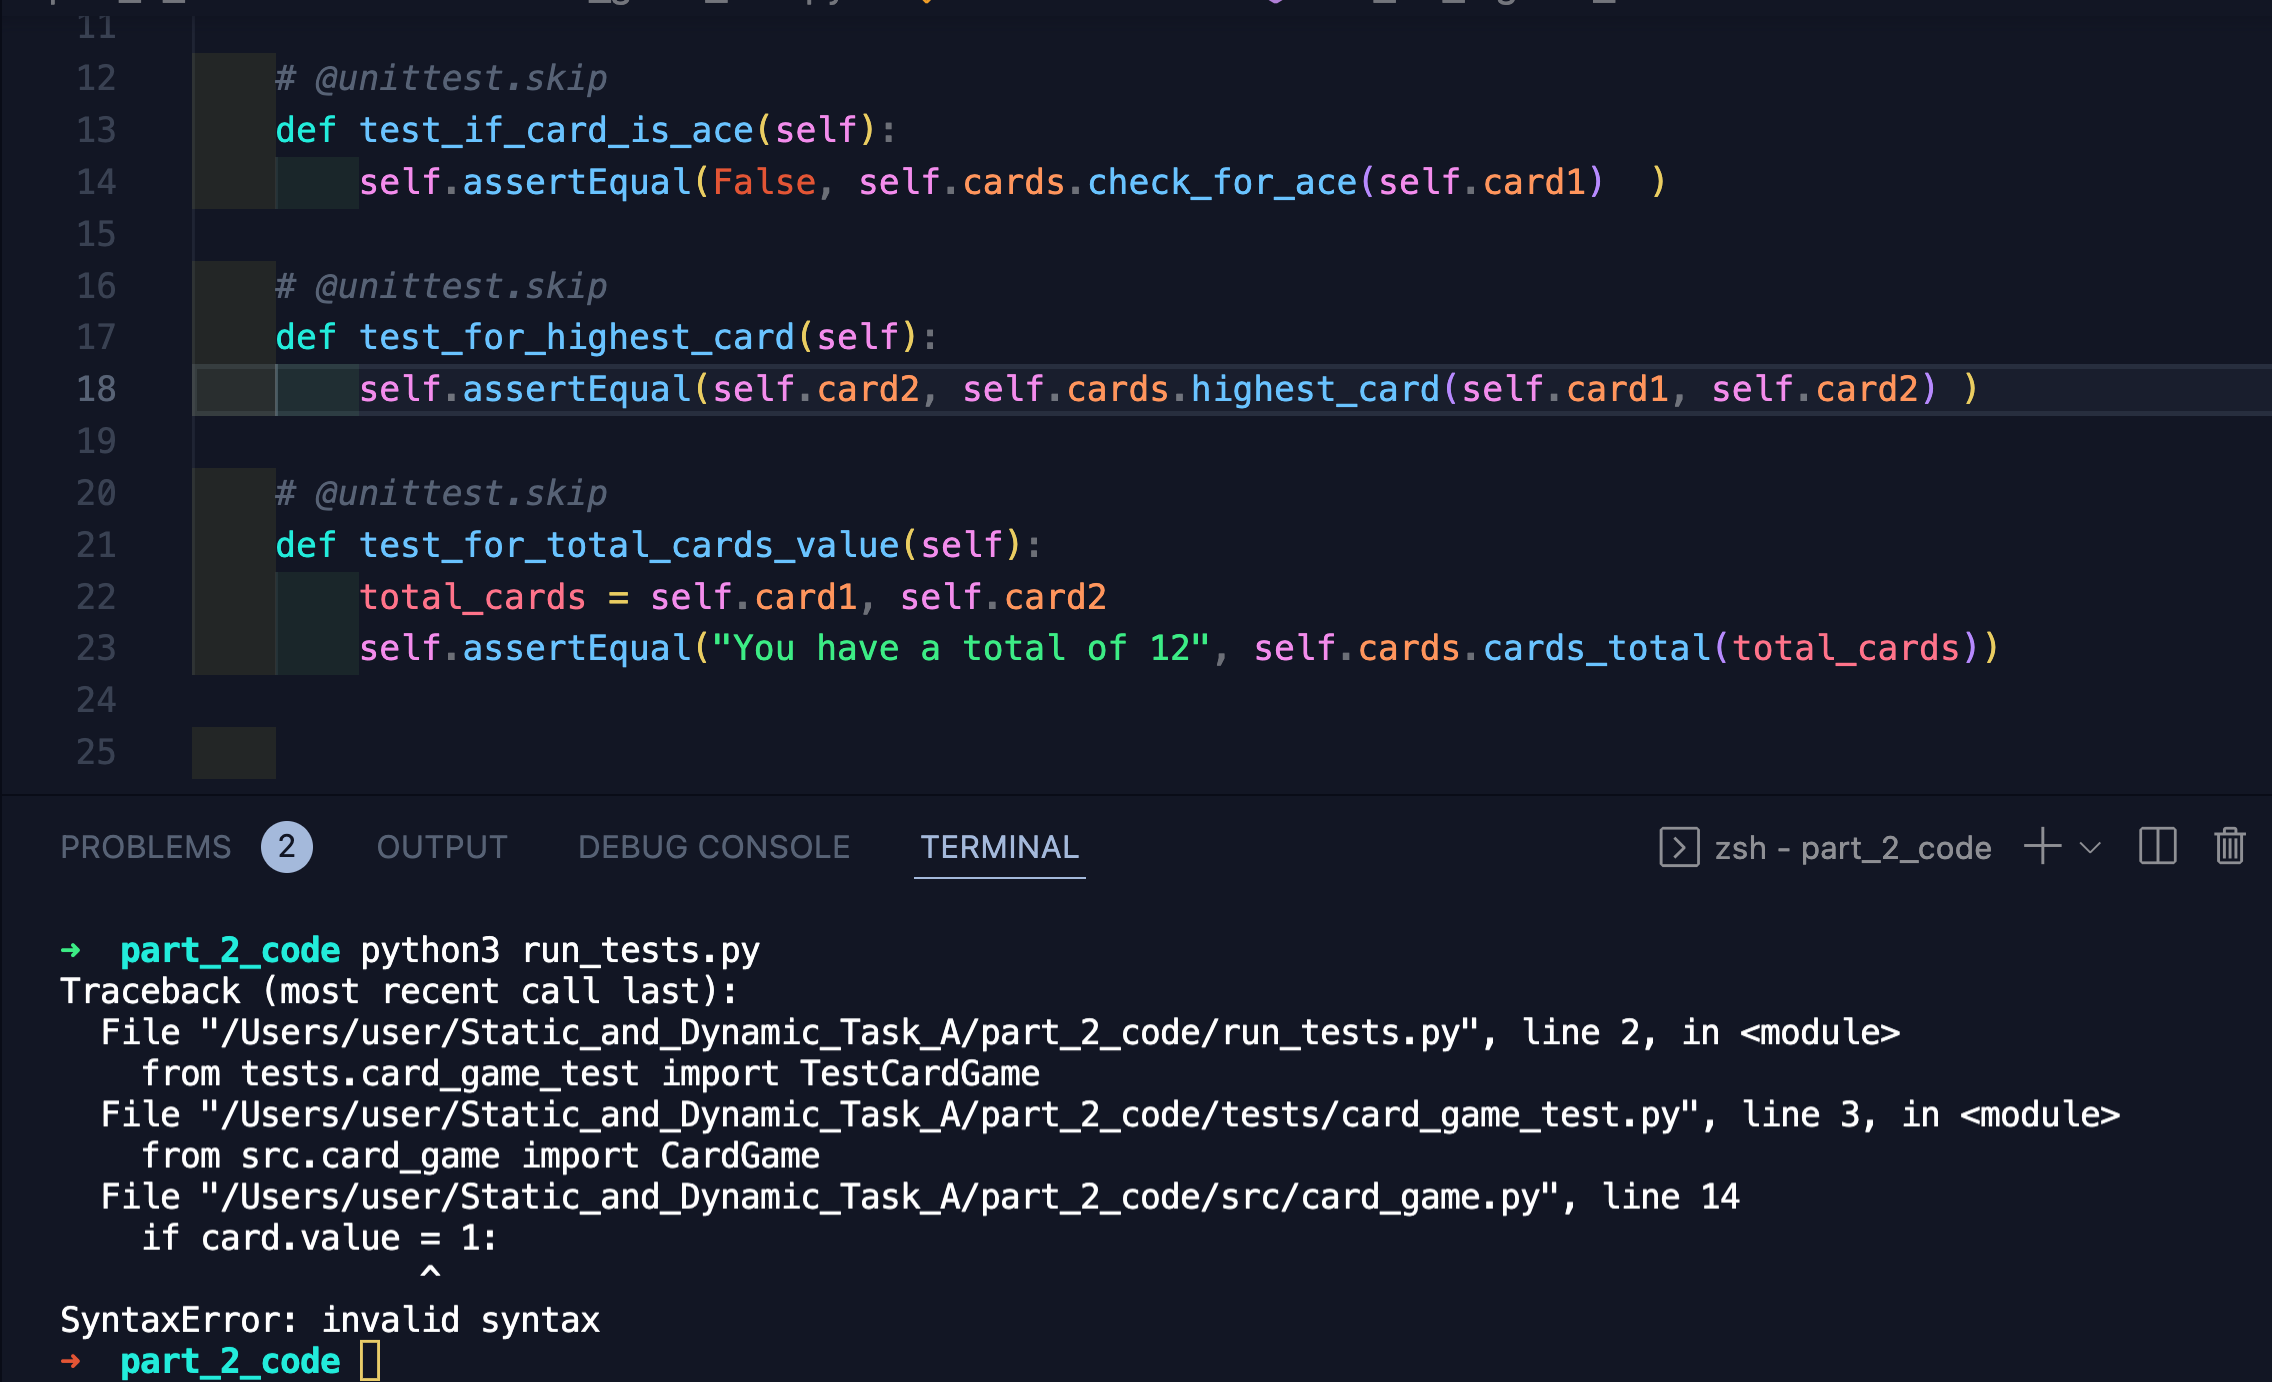 11
12 # @unittest.skip
13 def test_if_card_is_ace(self):
14 self.assertEqual(False, self.cards.check_for_ace(self.card1)  )
15
16 # @unittest.skip
17 def test_for_highest_card(self):
18 self.assertEqual(self.card2, self.cards.highest_card(self.card1, self.card2) )
19
20 # @unittest.skip
21 def test_for_total_cards_value(self):
22 total_cards = self.card1, self.card2
23 self.assertEqual("You have a total of 12", self.cards.cards_total(total_cards))
24
25
PROBLEMS 2 OUTPUT DEBUG CONSOLE TERMINAL zsh - part_2_code
➜ part_2_code python3 run_tests.py
Traceback (most recent call last):
File "/Users/user/Static_and_Dynamic_Task_A/part_2_code/run_tests.py", line 2, in <module>
from tests.card_game_test import TestCardGame
File "/Users/user/Static_and_Dynamic_Task_A/part_2_code/tests/card_game_test.py", line 3, in <module>
from src.card_game import CardGame
File "/Users/user/Static_and_Dynamic_Task_A/part_2_code/src/card_game.py", line 14
if card.value = 1:
^
SyntaxError: invalid syntax
➜ part_2_code